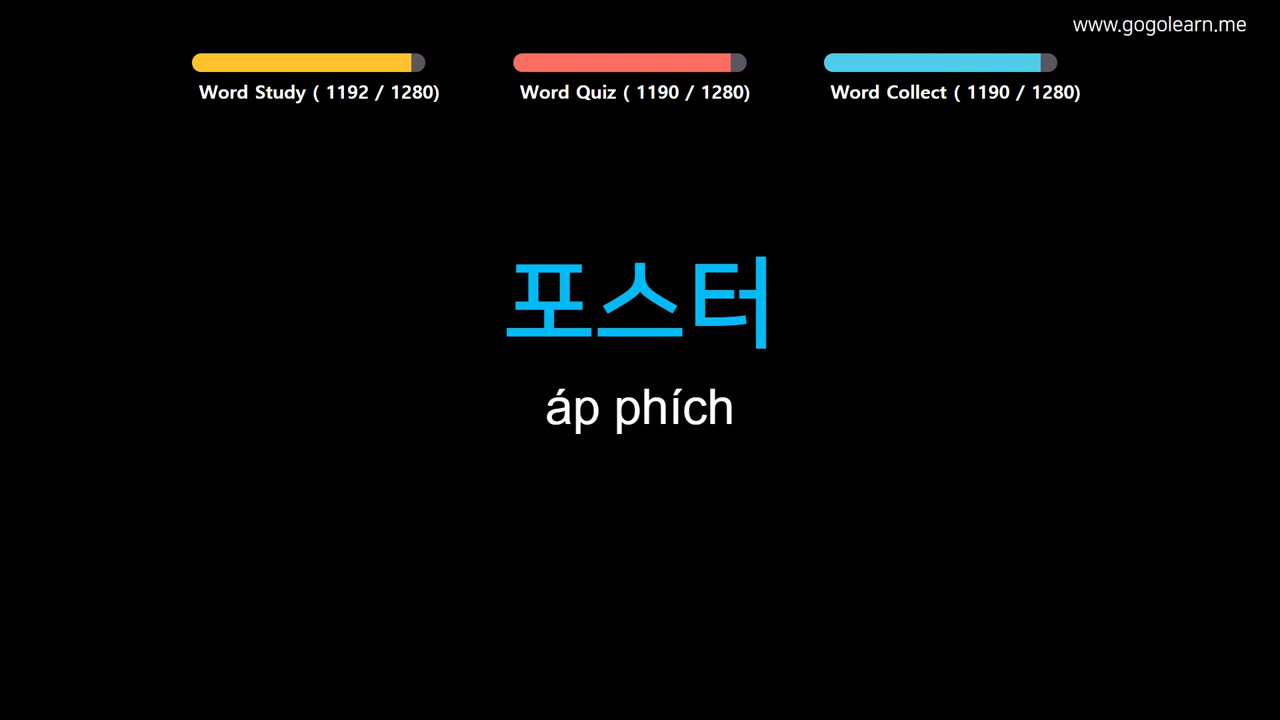 www.gogolearn.me
Word Study ( 1192 / 1280)
Word Quiz ( 1190 / 1280)
Word Collect ( 1190 / 1280)
포스터
áp phích